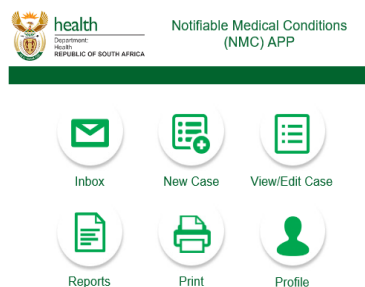 health
Department:
Health
REPUBLIC OF SOUTH AFRICA
Notifiable Medical Conditions
(NMC) APP
Inbox
New Case
View/Edit Case
Reports
Print
Profile